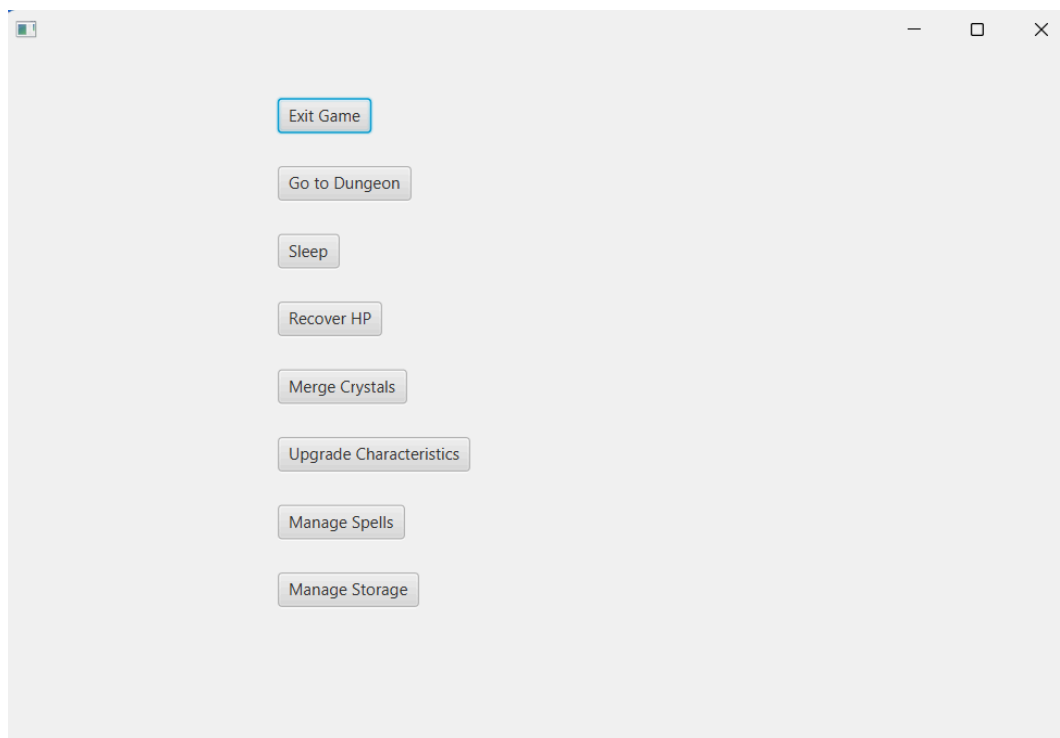 Exit Game
Go to Dungeon
Sleep
Recover HP
Merge Crystals
Upgrade Characteristics
Manage Spells
Manage Storage